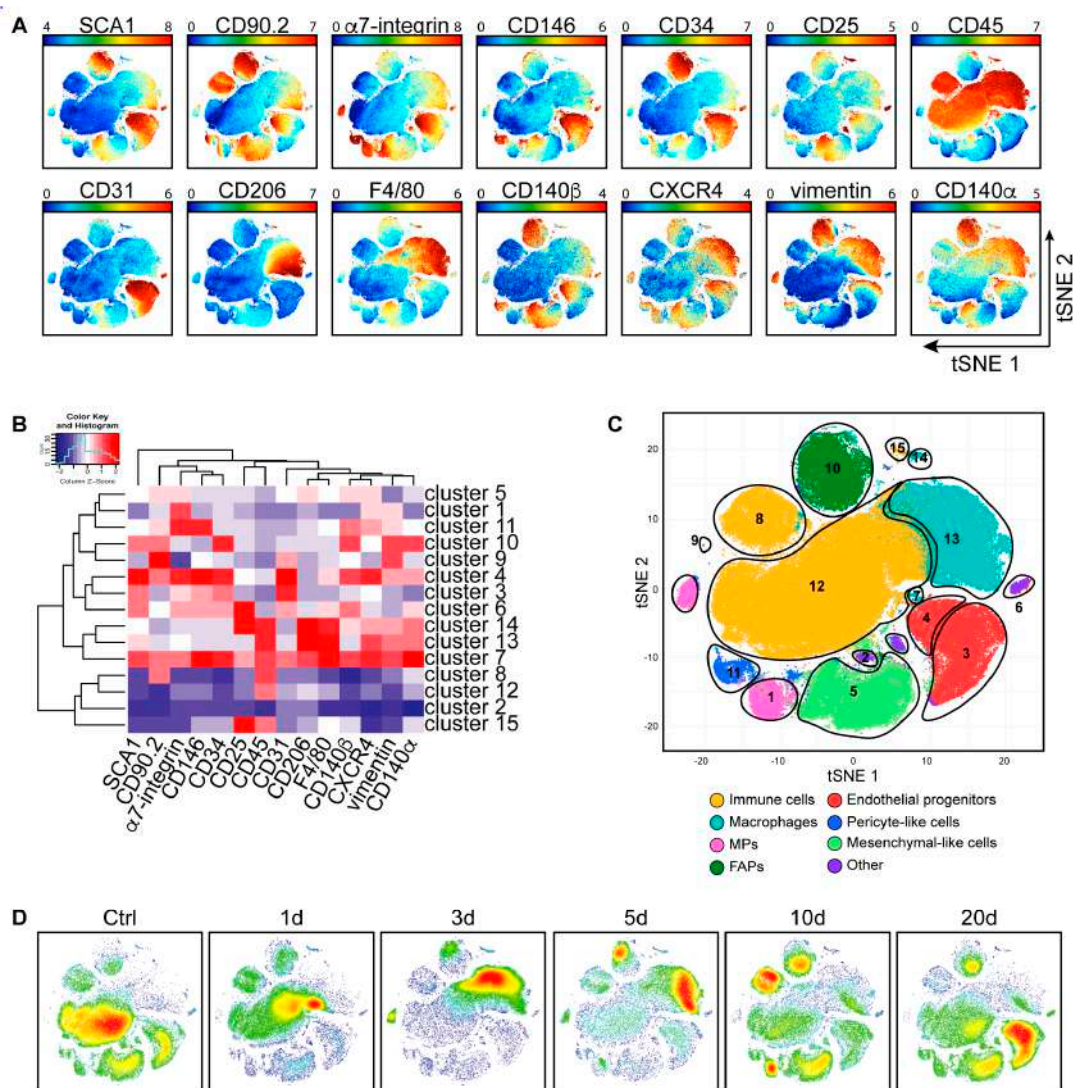 A
SCA1 CD90.2 α7-integrin CD146 CD34 CD25 CD45
4 8 0 7 0 8 0 6 0 7 0 5 0 7
CD31 CD206 F4/80 CD140β CXCR4 vimentin CD140α
0 6 0 7 0 6 0 4 0 4 0 6 0 5
tSNE 2
tSNE 1
B
Color Key
and Histogram
Column Z-Score
-2 0 1 2
cluster 5
cluster 1
cluster 11
cluster 10
cluster 9
cluster 4
cluster 3
cluster 6
cluster 14
cluster 13
cluster 7
cluster 8
cluster 12
cluster 2
cluster 15
SCA1 CD90.2 α7-integrin CD146 CD34 CD25 CD45 CD31 CD206 F4/80 CD140β CXCR4 vimentin CD140α
C
tSNE 2
20
10
0
-10
-20
15 14
10
8
13
9
12
7 6
4
3
2
11 5
1
-20 -10 0 10 20
tSNE 1
Immune cells Endothelial progenitors
Macrophages Pericyte-like cells
MPs Mesenchymal-like cells
FAPs Other
D
Ctrl 1d 3d 5d 10d 20d